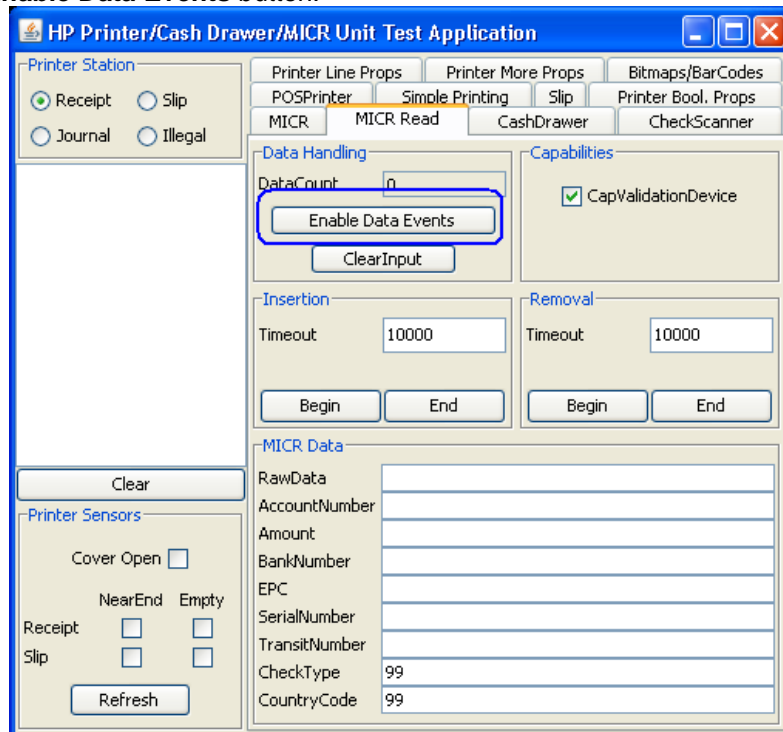 Enable Data Events button.
HP Printer/Cash Drawer/MICR Unit Test Application
Printer Station
Receipt Slip
Journal Illegal
Clear
Printer Sensors
Cover Open
NearEnd Empty
Receipt
Slip
Refresh
Printer Line Props Printer More Props Bitmaps/BarCodes
POSPrinter Simple Printing Slip Printer Bool. Props
MICR MICR Read CashDrawer CheckScanner
Data Handling
DataCount 0
Enable Data Events
ClearInput
Capabilities
CapValidationDevice
Insertion
Timeout 10000
Begin End
Removal
Timeout 10000
Begin End
MICR Data
RawData
AccountNumber
Amount
BankNumber
EPC
SerialNumber
TransitNumber
CheckType 99
CountryCode 99